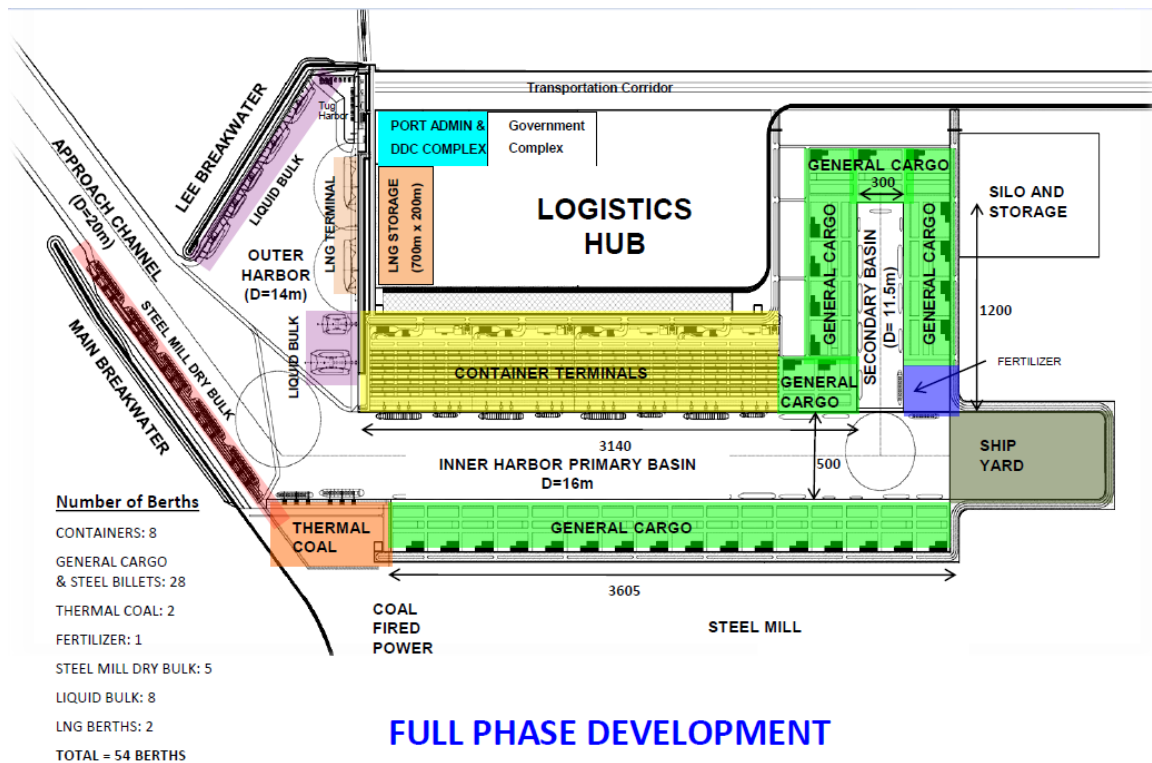 Transportation Corridor
LEE BREAKWATER
Tug
Harbor
PORT ADMIN &
DDC COMPLEX
Government
Complex
APPROACH CHANNEL
(D=20m)
LIQUID BULK
LNG TERMINAL
LNG STORAGE
(700m x 200m)
LOGISTICS
HUB
GENERAL CARGO
300
SILO AND
STORAGE
OUTER
HARBOR
(D=14m)
GENERAL CARGO
SECONDARY BASIN
(D= 11.5m)
GENERAL CARGO
1200
STEEL MILL DRY BULK
MAIN BREAKWATER
LIQUID BULK
CONTAINER TERMINALS
GENERAL
CARGO
FERTILIZER
3140
INNER HARBOR PRIMARY BASIN
D=16m
500
SHIP
YARD
THERMAL
COAL
GENERAL CARGO
3605
COAL
FIRED
POWER
STEEL MILL
Number of Berths
CONTAINERS: 8
GENERAL CARGO
& STEEL BILLETS: 28
THERMAL COAL: 2
FERTILIZER: 1
STEEL MILL DRY BULK: 5
LIQUID BULK: 8
LNG BERTHS: 2
TOTAL = 54 BERTHS
FULL PHASE DEVELOPMENT